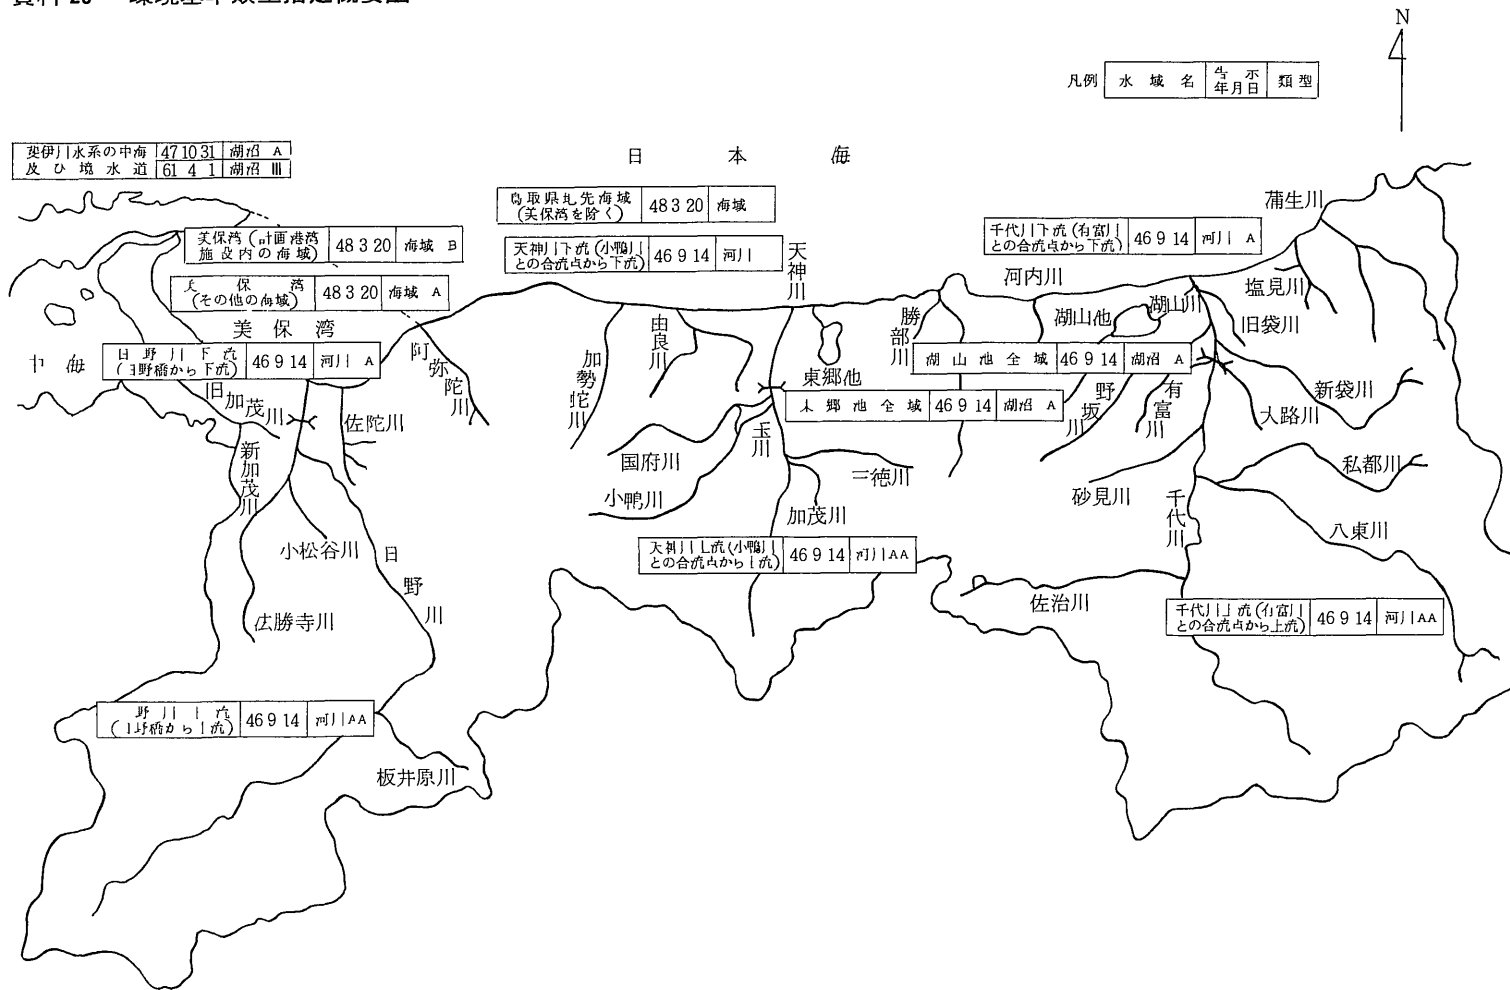 N
凡例 水域名 告示年月日 類型
斐伊川水系の中海 47 10 31 湖沼 A
及び境水道 61 4 1 湖沼 Ⅲ
日本海
鳥取県地先海域 48 3 20 海域
(美保湾を除く)
蒲生川
美保湾(計画港湾 48 3 20 海域 B
施設内の海域)
天神川下流(小鴨川 46 9 14 河川
との合流点から下流)
天神川
千代川下流(有富川 46 9 14 河川 A
との合流点から下流)
河内川
塩見川
保湾 48 3 20 海域 A
(その他の海域)
湖山川
湖山池
旧袋川
美保湾
由良川
勝部川
中海
日野川下流 46 9 14 河川 A
(日野橋から下流)
阿弥陀川
加勢蛇川
湖山池全域 46 9 14 湖沼 A
東郷池
新袋川
旧加茂川
佐陀川
東郷池全域 46 9 14 湖沼 A
野坂川
有富川
大路川
新加茂川
玉川
国府川
三徳川
私都川
小鴨川
砂見川
加茂川
千代川
八東川
小松谷川
日野川
天神川上流(小鴨川 46 9 14 河川 AA
との合流点から上流)
法勝寺川
佐治川
千代川上流(有富川 46 9 14 河川 AA
との合流点から上流)
野川上流 46 9 14 河川 AA
(日野橋から上流)
板井原川